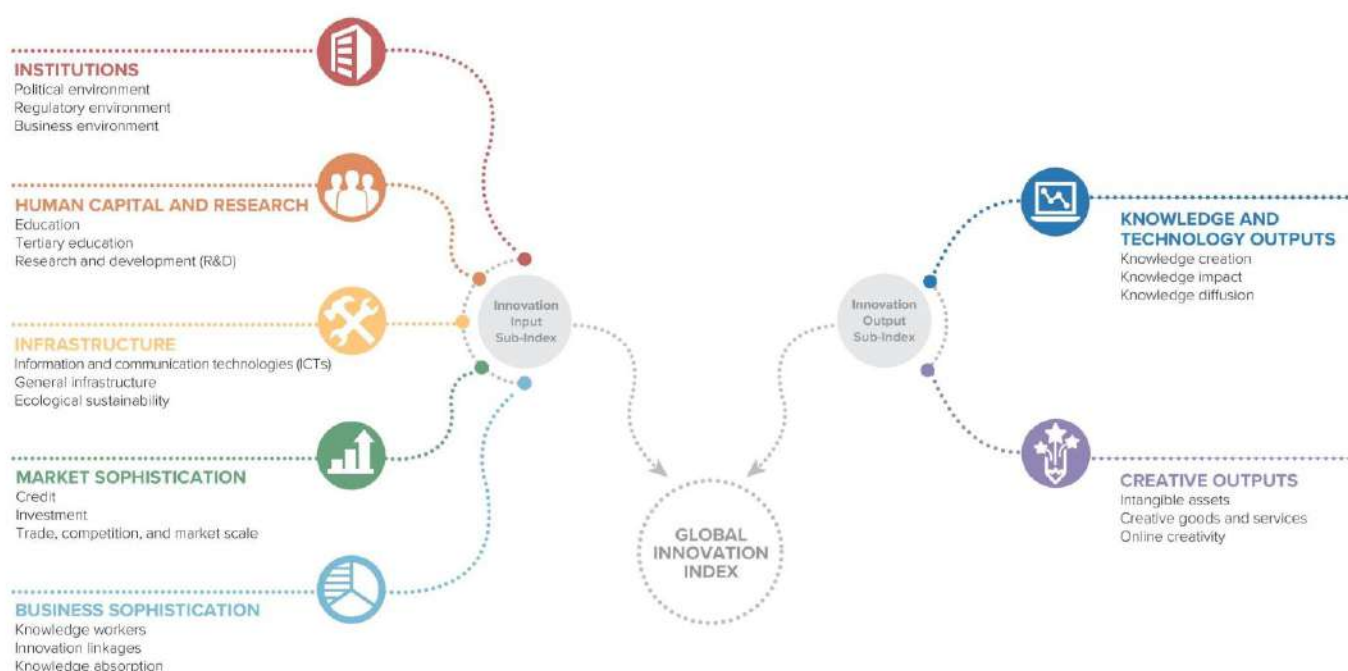 INSTITUTIONS
Political environment
Regulatory environment
Business environment
HUMAN CAPITAL AND RESEARCH
Education
Tertiary education
Research and development (R&D)
INFRASTRUCTURE
Information and communication technologies (ICTs)
General infrastructure
Ecological sustainability
MARKET SOPHISTICATION
Credit
Investment
Trade, competition, and market scale
BUSINESS SOPHISTICATION
Knowledge workers
Innovation linkages
Knowledge absorption
Innovation
Input
Sub-Index
GLOBAL
INNOVATION
INDEX
Innovation
Output
Sub-Index
KNOWLEDGE AND
TECHNOLOGY OUTPUTS
Knowledge creation
Knowledge impact
Knowledge diffusion
CREATIVE OUTPUTS
Intangible assets
Creative goods and services
Online creativity